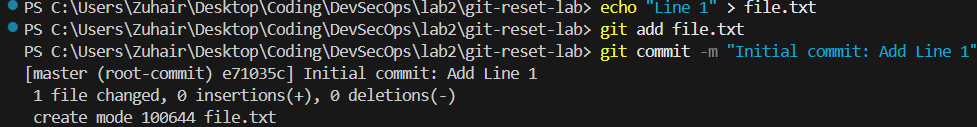 PS C:\Users\Zuhair\Desktop\Coding\DevSecOps\lab2\git-reset-lab> echo "Line 1" > file.txt
PS C:\Users\Zuhair\Desktop\Coding\DevSecOps\lab2\git-reset-lab> git add file.txt
PS C:\Users\Zuhair\Desktop\Coding\DevSecOps\lab2\git-reset-lab> git commit -m "Initial commit: Add Line 1"
[master (root-commit) e71035c] Initial commit: Add Line 1
1 file changed, 0 insertions(+), 0 deletions(-)
create mode 100644 file.txt